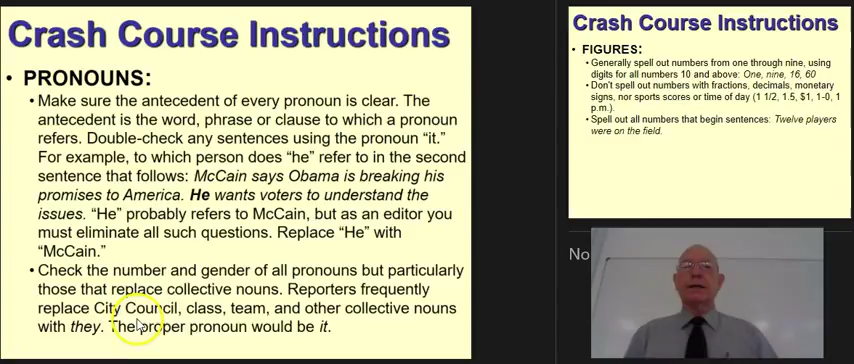 Crash Course Instructions
• PRONOUNS:
• Make sure the antecedent of every pronoun is clear. The
antecedent is the word, phrase or clause to which a pronoun
refers. Double-check any sentences using the pronoun “it.”
For example, to which person does “he” refer to in the second
sentence that follows: McCain says Obama is breaking his
promises to America. He wants voters to understand the
issues. “He” probably refers to McCain, but as an editor you
must eliminate all such questions. Replace “He” with
“McCain.”
• Check the number and gender of all pronouns but particularly
those that replace collective nouns. Reporters frequently
replace City Council, class, team, and other collective nouns
with they. The proper pronoun would be it.
Crash Course Instructions
• FIGURES:
• Generally spell out numbers from one through nine, using
digits for all numbers 10 and above: One, nine, 16, 60
• Don't spell out numbers with fractions, decimals, monetary
signs, nor sports scores or time of day (1 1/2, 1.5, $1, 1-0, 1
p.m.).
• Spell out all numbers that begin sentences: Twelve players
were on the field.
No